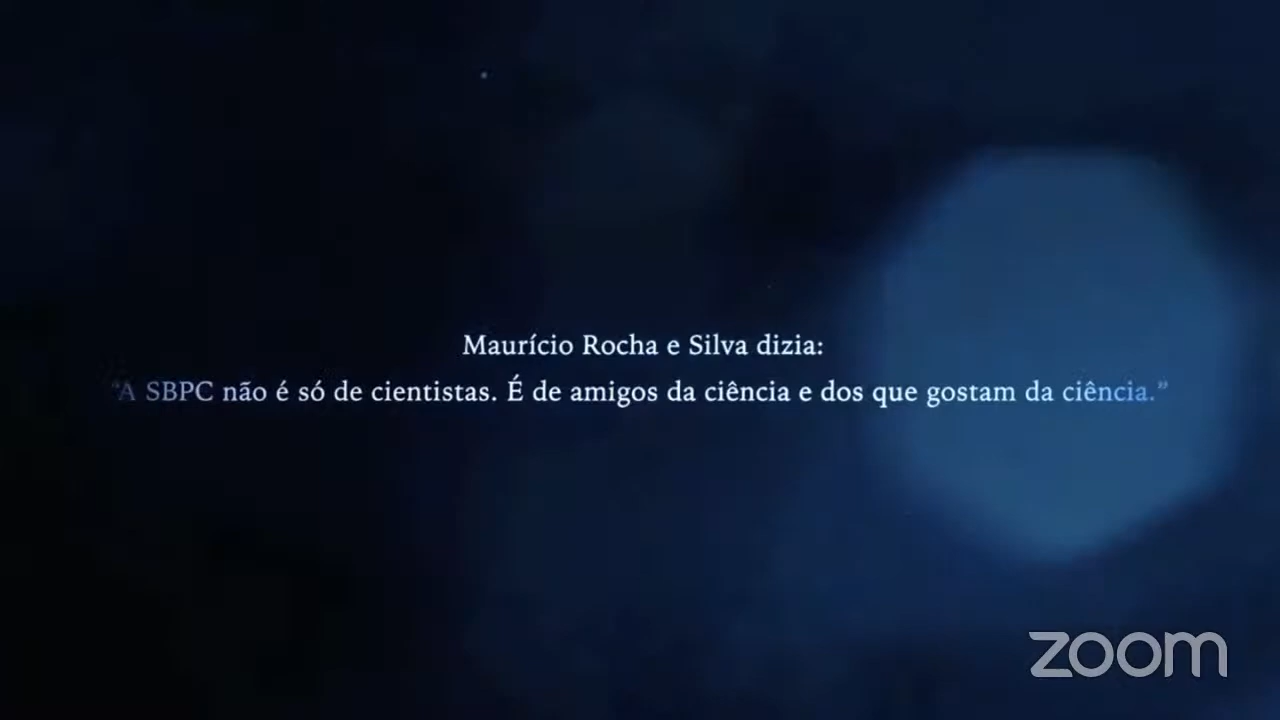 Maurício Rocha e Silva dizia:
“A SBPC não é só de cientistas. É de amigos da ciência e dos que gostam da ciência.”
zoom